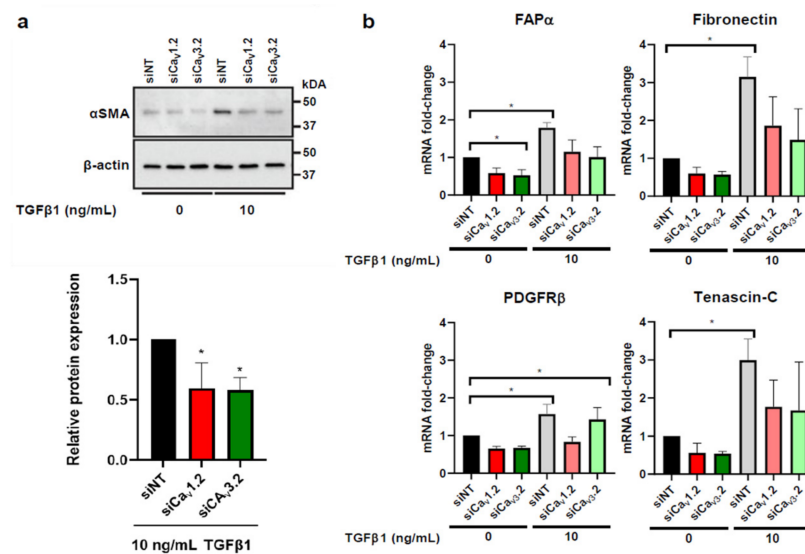 a
siNT
siCaᵥ1.2
siCaᵥ3.2
siNT
siCaᵥ1.2
siCaᵥ3.2
kDA
αSMA
50
37
β-actin
50
37
TGFβ1 (ng/mL)
0
10
Relative protein expression
1.5
1.0
0.5
0.0
*
*
siNT
siCaᵥ1.2
siCAᵥ3.2
10 ng/mL TGFβ1
b
FAPα
mRNA fold-change
4
3
2
1
0
*
*
siNT
siCaᵥ1.2
siCaᵥ₃.2
siNT
siCaᵥ1.2
siCaᵥ₃.2
TGFβ1 (ng/mL)
0
10
Fibronectin
mRNA fold-change
4
3
2
1
0
*
siNT
siCaᵥ1.2
siCaᵥ₃.2
siNT
siCaᵥ1.2
siCaᵥ₃.2
0
10
PDGFRβ
mRNA fold-change
4
3
2
1
0
*
*
siNT
siCaᵥ1.2
siCaᵥ₃.2
siNT
siCaᵥ1.2
siCaᵥ₃.2
TGFβ1 (ng/mL)
0
10
Tenascin-C
mRNA fold-change
4
3
2
1
0
*
siNT
siCaᵥ1.2
siCaᵥ₃.2
siNT
siCaᵥ1.2
siCaᵥ₃.2
0
10